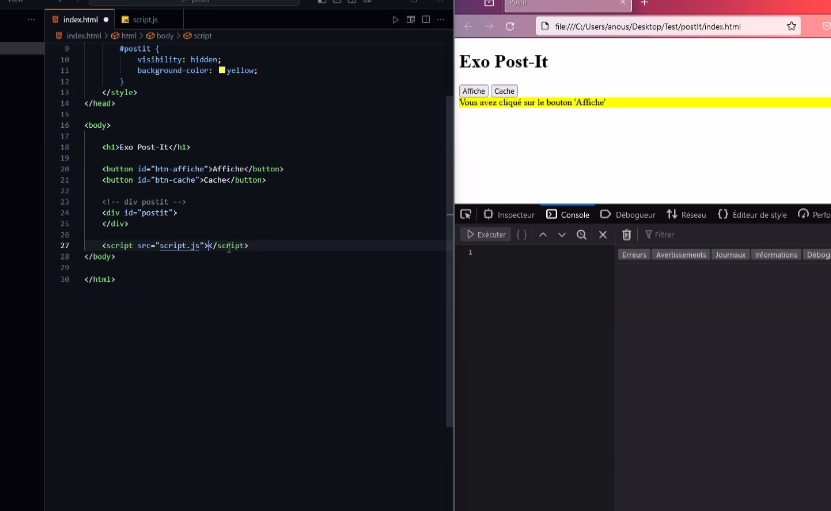 index.html
script.js
index.html > html > body > script
9 #postit {
10 visibility: hidden;
11 background-color: yellow;
12 }
13 </style>
14 </head>
15
16 <body>
17
18 <h1>Exo Post-It</h1>
19
20 <button id="btn-affiche">Affiche</button>
21 <button id="btn-cache">Cache</button>
22
23 <!-- div postit -->
24 <div id="postit">
25 </div>
26
27 <script src="script.js"></script>
28 </body>
29
30 </html>
PostIt
file:///C:/Users/anous/Desktop/Test/postIt/index.html
Exo Post-It
Affiche Cache
Vous avez cliqué sur le bouton 'Affiche'
Inspecteur Console Débogueur Réseau {} Éditeur de style Perfo
Exécuter {} Filtrer
1
Erreurs Avertissements Journaux Informations Débog